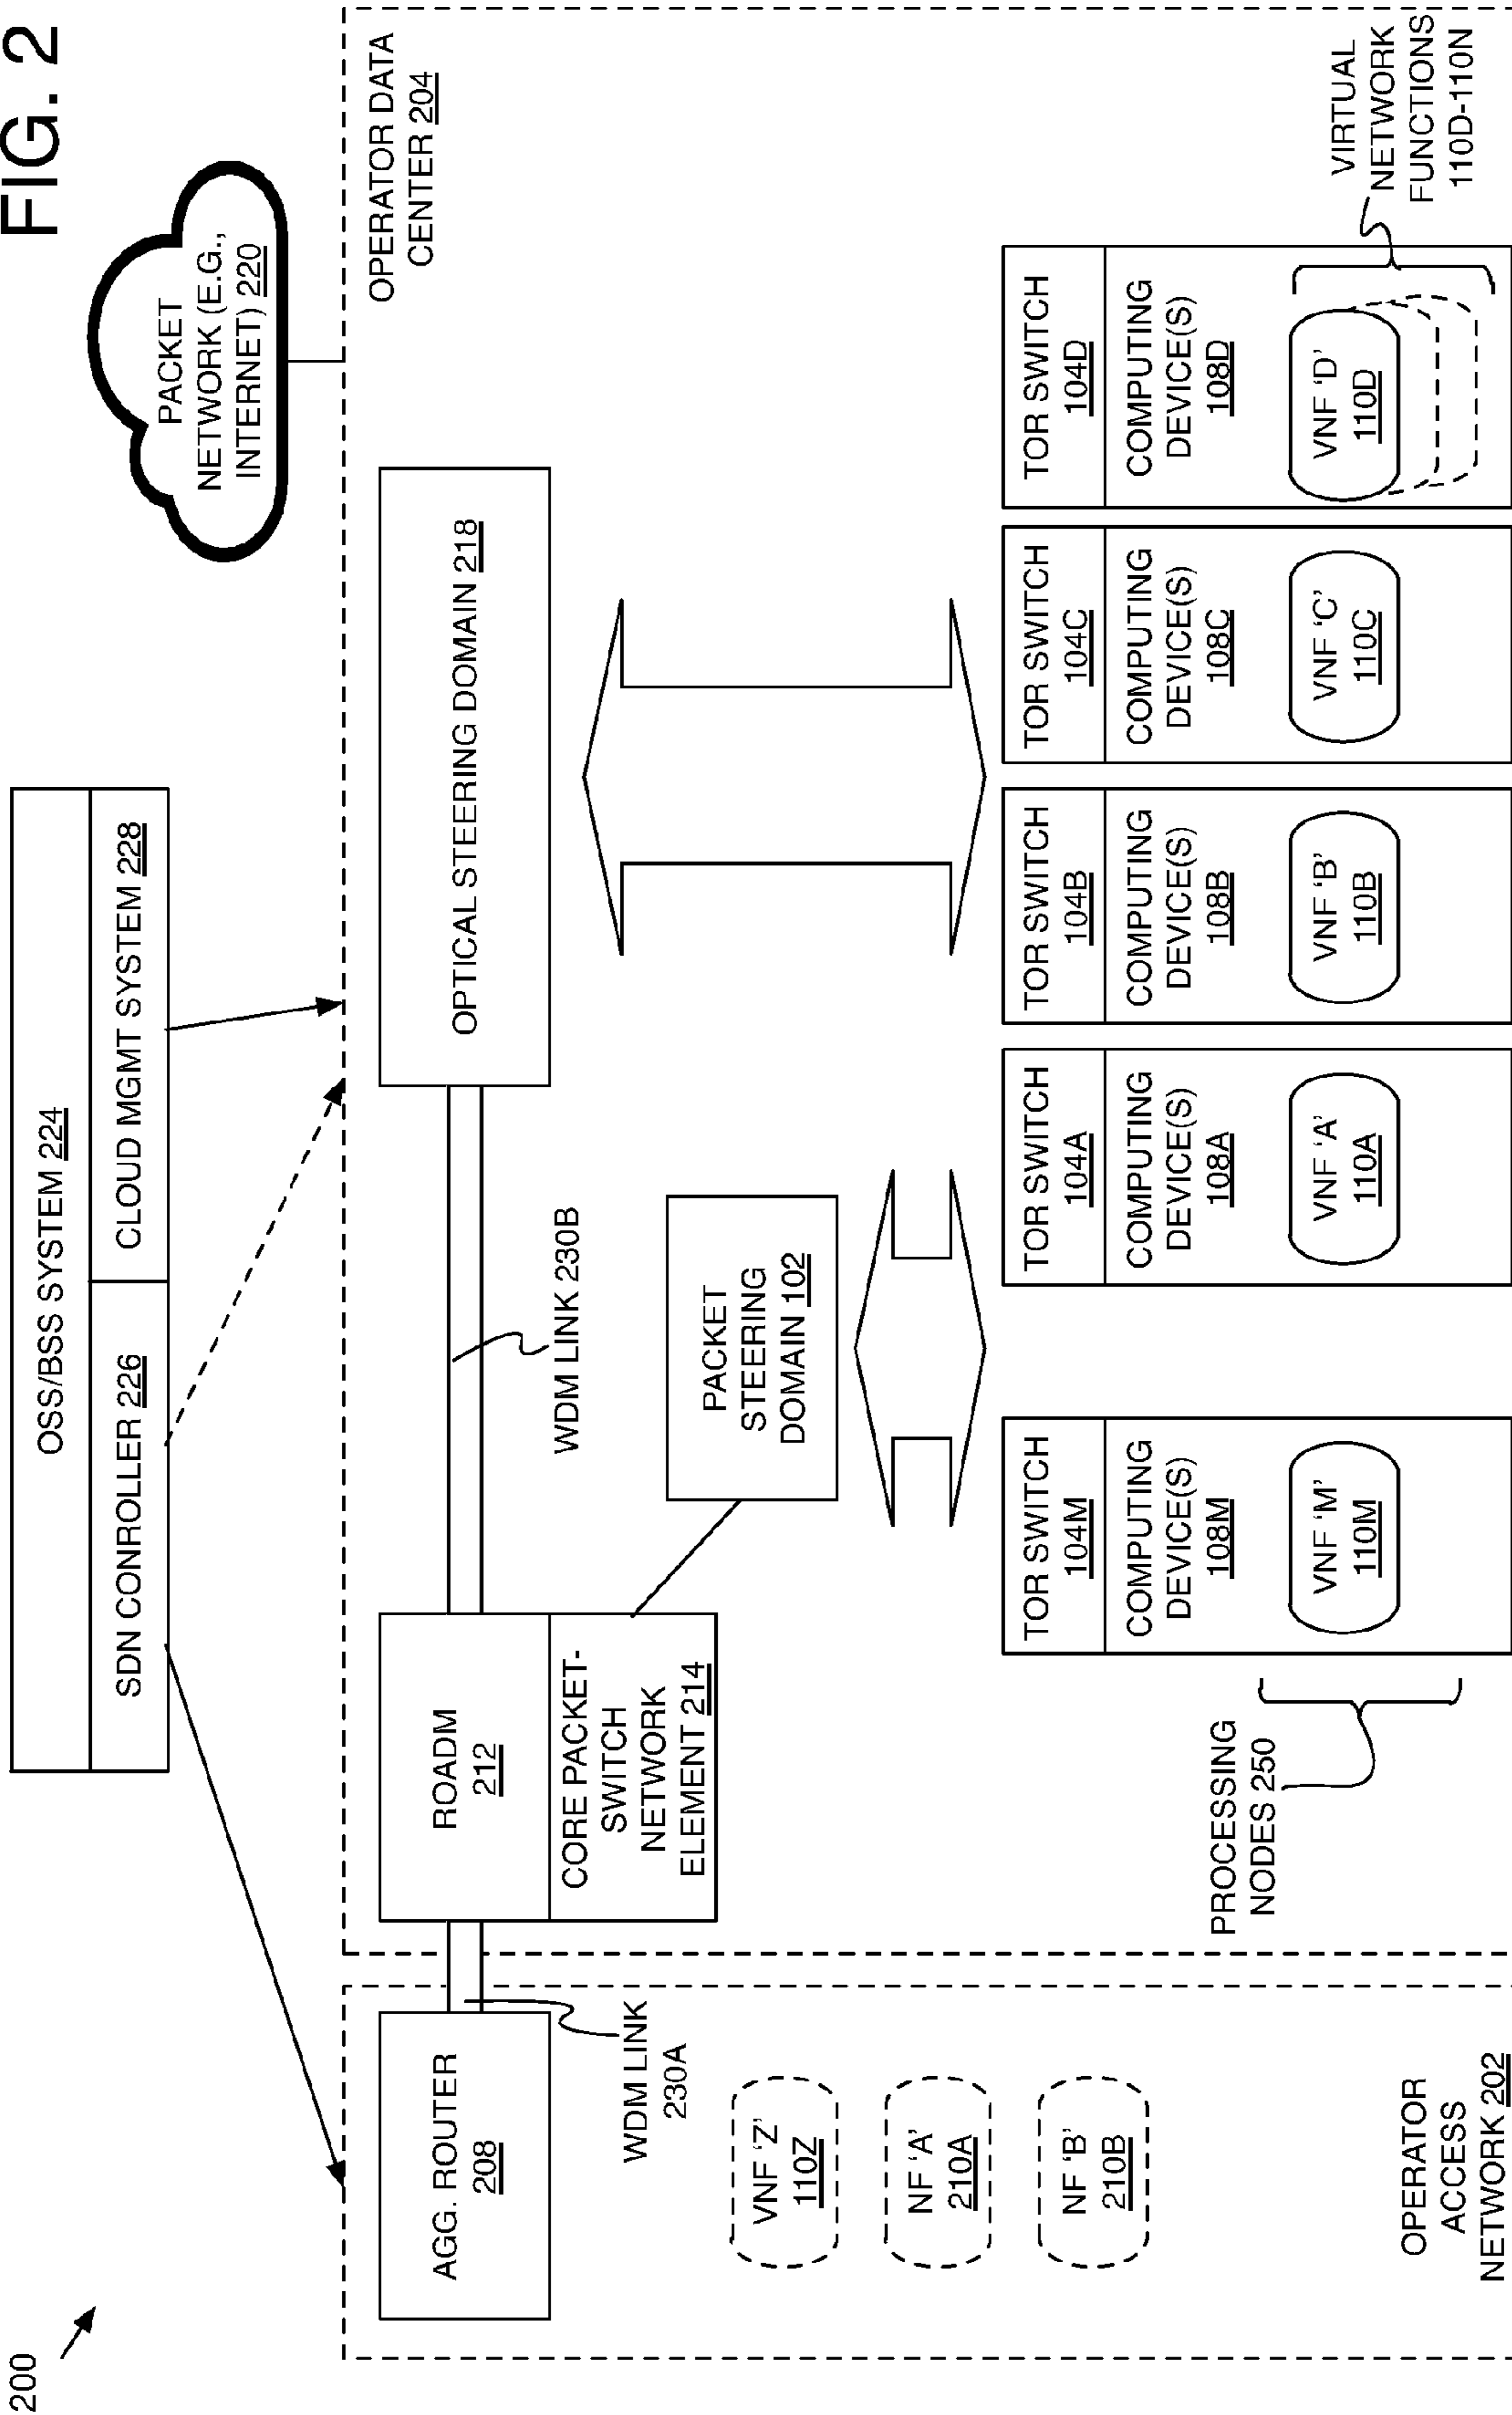 FIG. 2
200
OSS/BSS SYSTEM 224
SDN CONROLLER 226
CLOUD MGMT SYSTEM 228
PACKET
NETWORK (E.G.,
INTERNET) 220
OPERATOR DATA
CENTER 204
AGG. ROUTER
208
WDM LINK
230A
ROADM
212
CORE PACKET-
SWITCH
NETWORK
ELEMENT 214
WDM LINK 230B
OPTICAL STEERING DOMAIN 218
PACKET
STEERING
DOMAIN 102
VNF ‘Z’
110Z
NF ‘A’
210A
NF ‘B’
210B
OPERATOR
ACCESS
NETWORK 202
PROCESSING
NODES 250
TOR SWITCH
104M
COMPUTING
DEVICE(S)
108M
VNF ‘M’
110M
TOR SWITCH
104A
COMPUTING
DEVICE(S)
108A
VNF ‘A’
110A
TOR SWITCH
104B
COMPUTING
DEVICE(S)
108B
VNF ‘B’
110B
TOR SWITCH
104C
COMPUTING
DEVICE(S)
108C
VNF ‘C’
110C
TOR SWITCH
104D
COMPUTING
DEVICE(S)
108D
VNF ‘D’
110D
VIRTUAL
NETWORK
FUNCTIONS
110D-110N